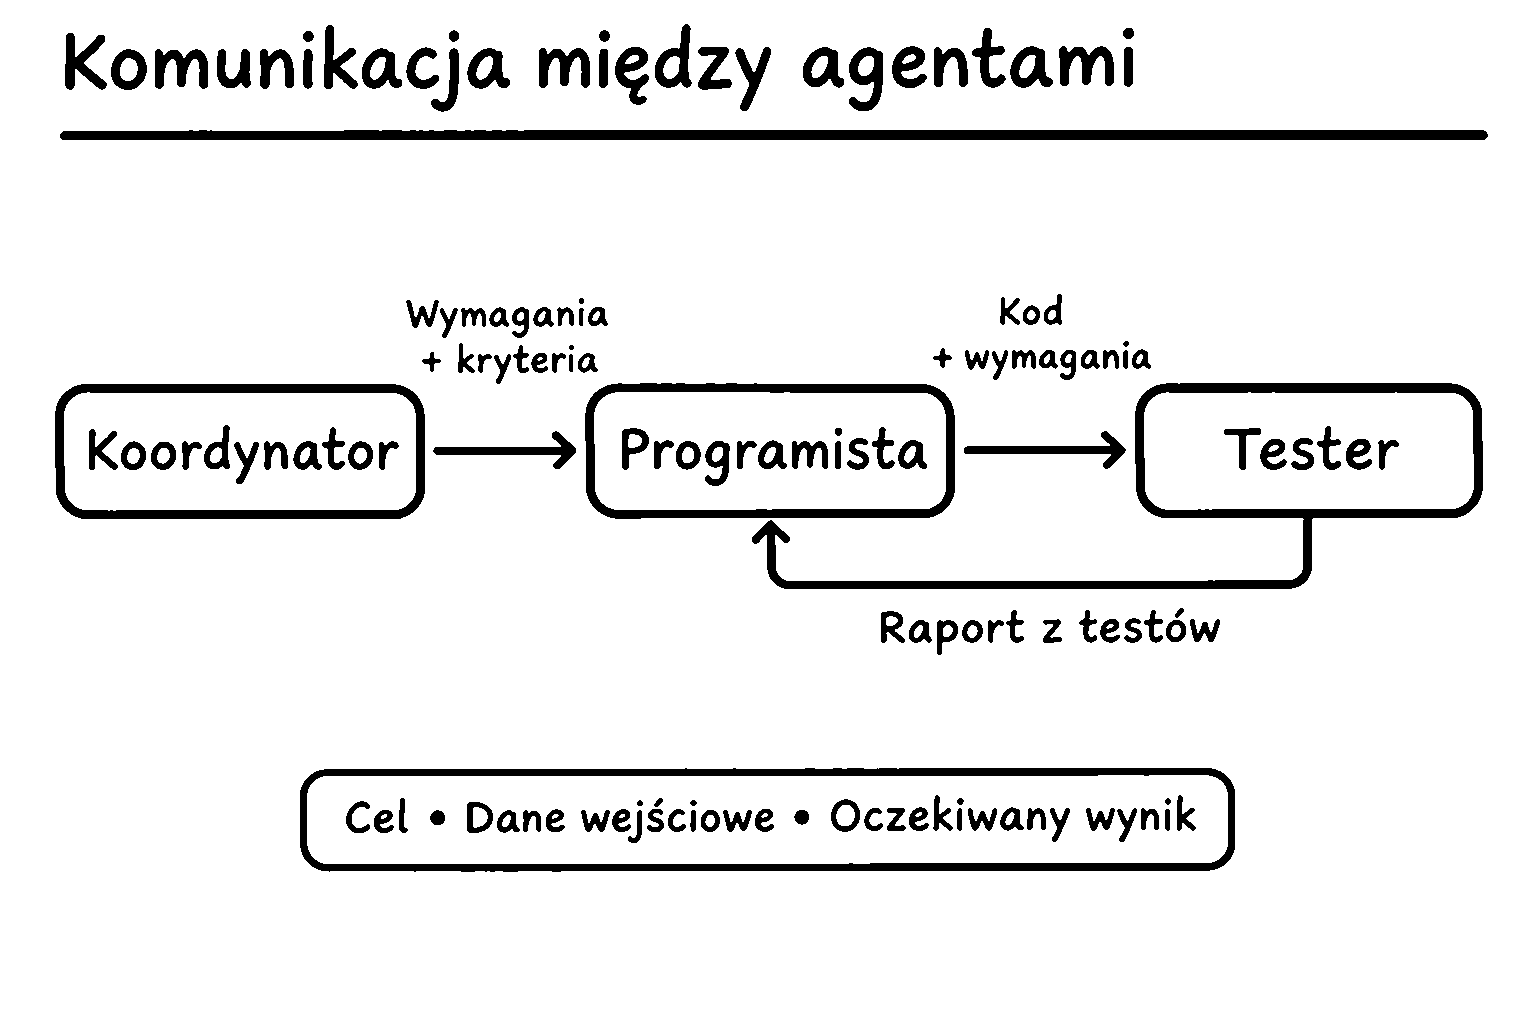 Komunikacja między agentami
Wymagania
+ kryteria
Kod
+ wymagania
Koordynator
Programista
Tester
Raport z testów
Cel • Dane wejściowe • Oczekiwany wynik